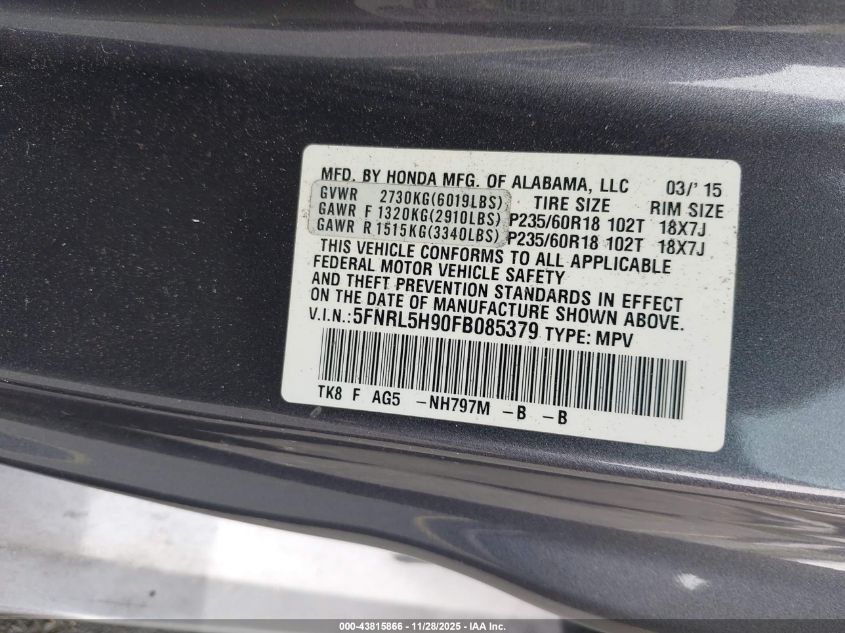 MFD. BY HONDA MFG. OF ALABAMA, LLC 03/' 15
GVWR 2730KG(6019LBS) TIRE SIZE RIM SIZE
GAWR F 1320KG(2910LBS) P235/60R18 102T 18X7J
GAWR R 1515KG(3340LBS) P235/60R18 102T 18X7J
THIS VEHICLE CONFORMS TO ALL APPLICABLE
FEDERAL MOTOR VEHICLE SAFETY
AND THEFT PREVENTION STANDARDS IN EFFECT
ON THE DATE OF MANUFACTURE SHOWN ABOVE.
V.I.N.:5FNRL5H90FB085379 TYPE: MPV
TK8 F AG5 -NH797M -B -B
000-43815866 - 11/28/2025 - IAA Inc.